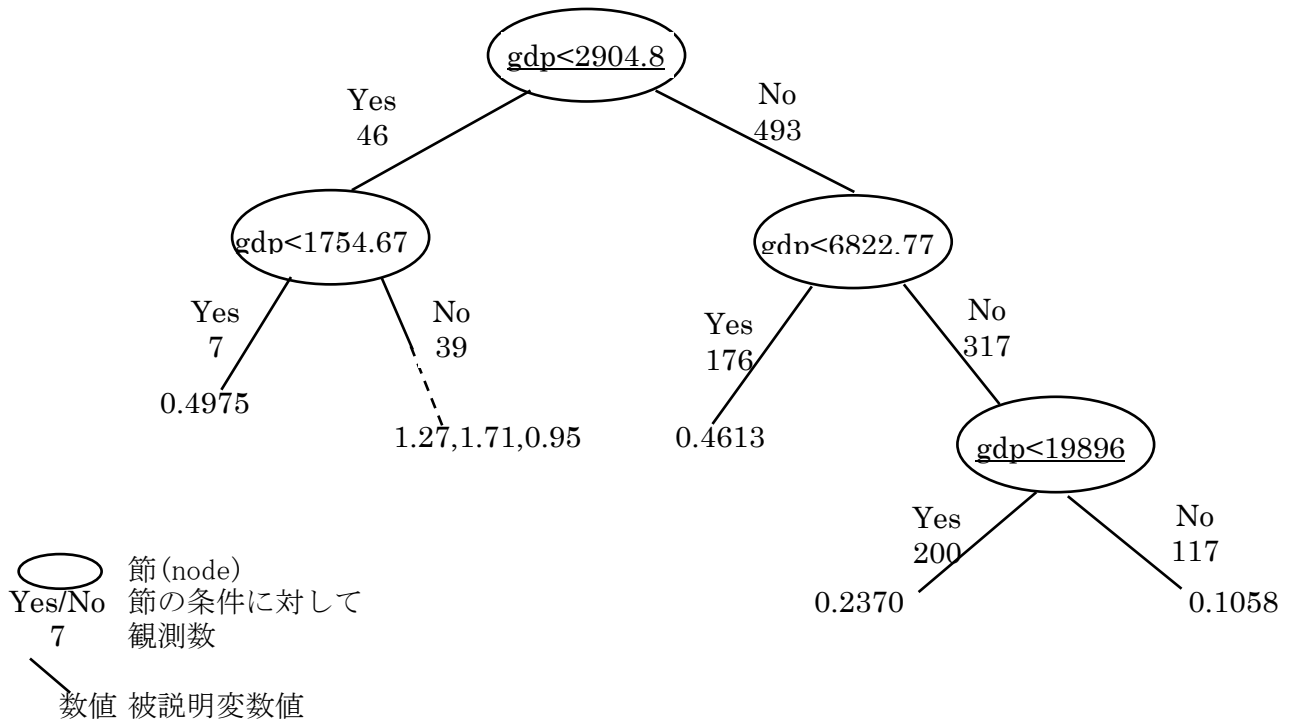 gdp<2904.8
Yes
46
No
493
gdp<1754.67
gdp<6822.77
Yes
7
No
39
Yes
176
No
317
0.4975
1.27,1.71,0.95
0.4613
gdp<19896
Yes
200
No
117
0.2370
0.1058
節(node)
Yes/No 節の条件に対して
7 観測数
数値 被説明変数値